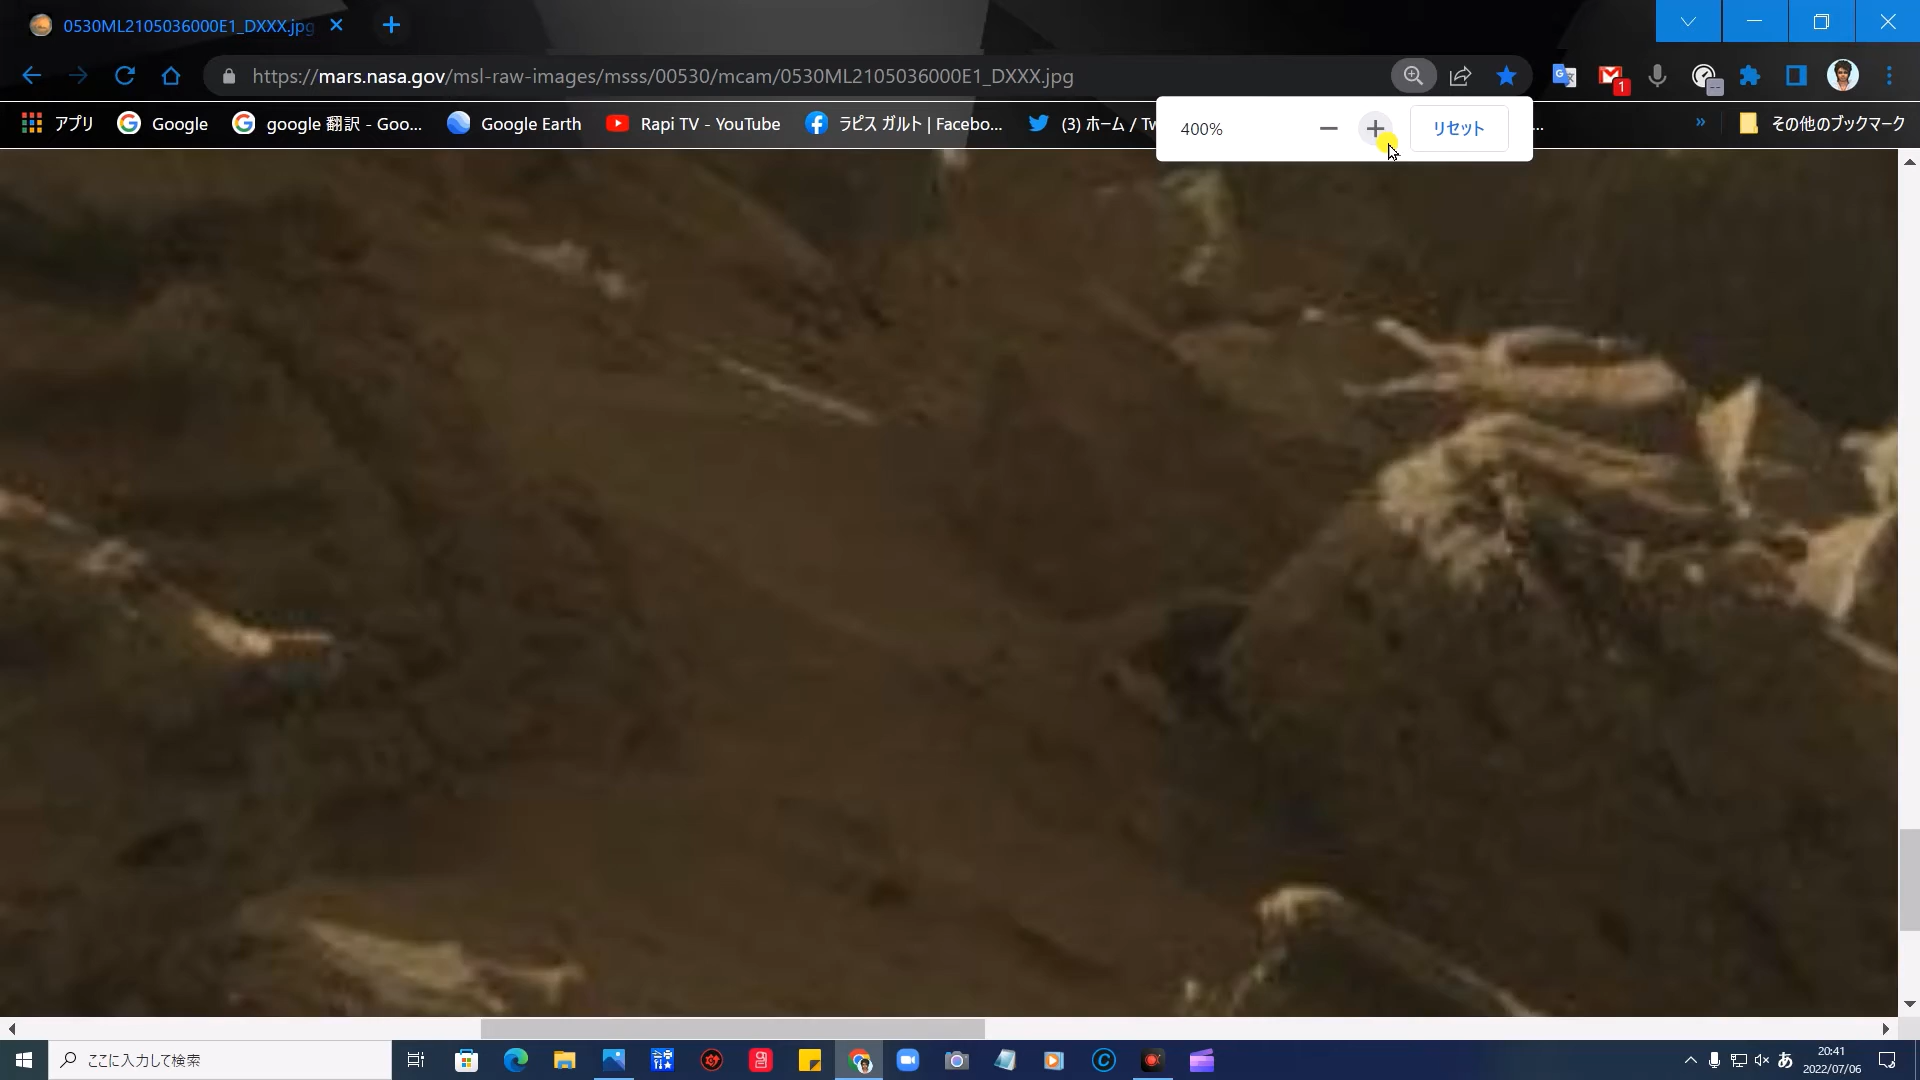 0530ML2105036000E1_DXXX.jpg
https://mars.nasa.gov/msl-raw-images/msss/00530/mcam/0530ML2105036000E1_DXXX.jpg
1
アプリ
Google
google 翻訳 - Goo...
Google Earth
Rapi TV - YouTube
ラピス ガルト | Facebo...
(3) ホーム / Tw
...
»
その他のブックマーク
400%
リセット
ここに入力して検索
あ
20:41
2022/07/06